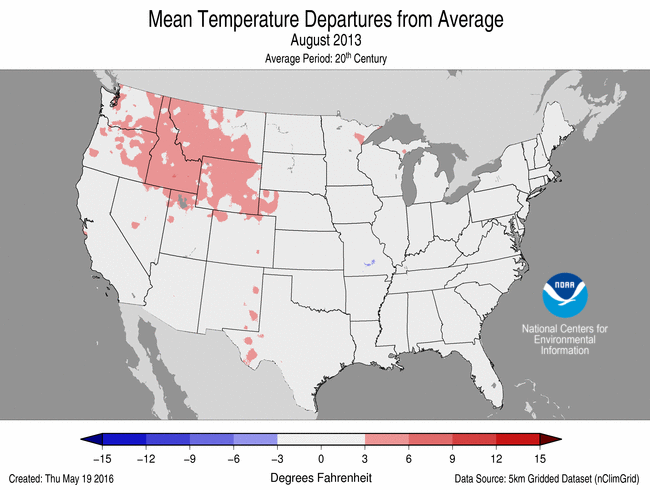 Mean Temperature Departures from Average
August 2013
Average Period: 20th Century
NOAA
National Centers for
Environmental
Information
−15 −12 −9 −6 −3 0 3 6 9 12 15
Created: Thu May 19 2016 Degrees Fahrenheit Data Source: 5km Gridded Dataset (nClimGrid)